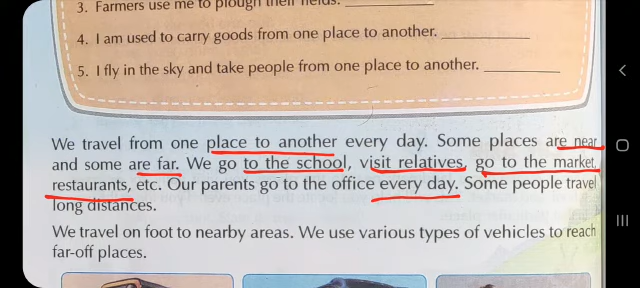 3. Farmers use me to plough their fields.
4. I am used to carry goods from one place to another.
5. I fly in the sky and take people from one place to another.
We travel from one place to another every day. Some places are near
and some are far. We go to the school, visit relatives, go to the market,
restaurants, etc. Our parents go to the office every day. Some people travel
long distances.
We travel on foot to nearby areas. We use various types of vehicles to reach
far-off places.